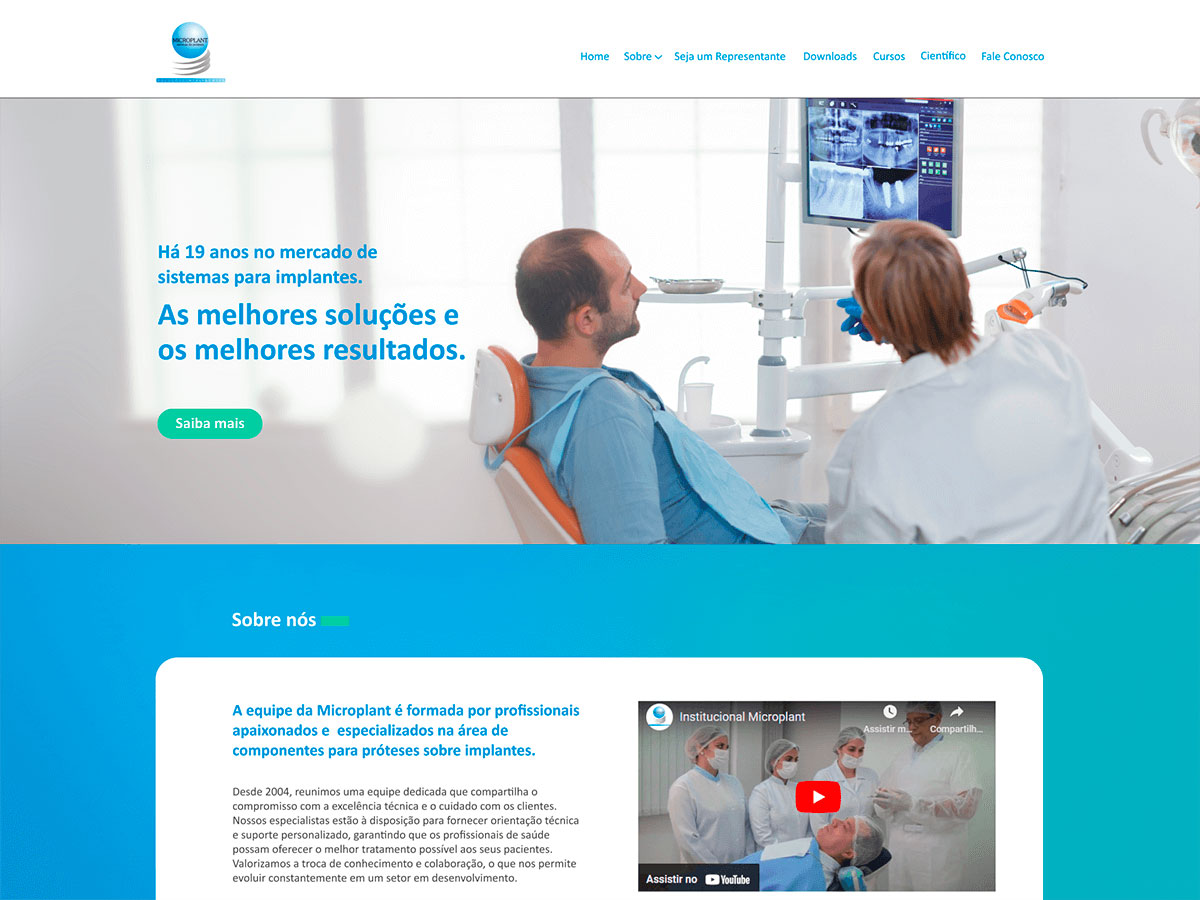 MICROPLANT
Home Sobre Seja um Representante Downloads Cursos Científico Fale Conosco
Há 19 anos no mercado de
sistemas para implantes.
As melhores soluções e
os melhores resultados.
Saiba mais
Sobre nós
A equipe da Microplant é formada por profissionais
apaixonados e especializados na área de
componentes para próteses sobre implantes.
Desde 2004, reunimos uma equipe dedicada que compartilha o
compromisso com a excelência técnica e o cuidado com os clientes.
Nossos especialistas estão à disposição para fornecer orientação técnica
e suporte personalizado, garantindo que os profissionais de saúde
possam oferecer o melhor tratamento possível aos seus pacientes.
Valorizamos a troca de conhecimento e colaboração, o que nos permite
evoluir constantemente em um setor em desenvolvimento.
Institucional Microplant
Assistir m...
Compartilh...
Assistir no YouTube